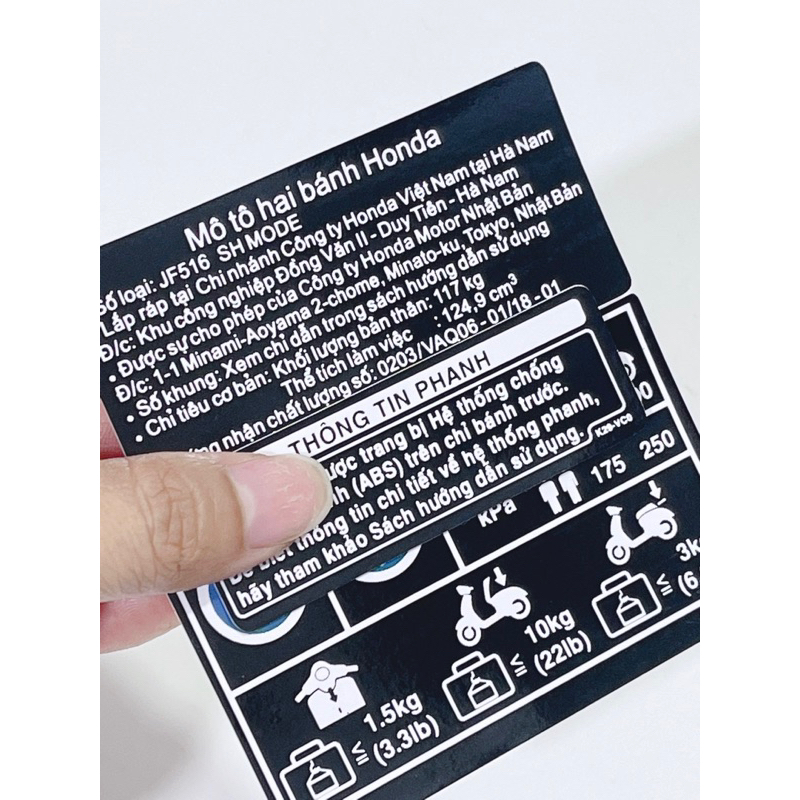 Mô tô hai bánh Honda
Số loại: JF516 SH MODE
Lắp ráp tại Chi nhánh Công ty Honda Việt Nam tại Hà Nam
Đ/c: Khu công nghiệp Đồng Văn II - Duy Tiên - Hà Nam
• Được sự cho phép của Công ty Honda Motor Nhật Bản
Đ/c: 1-1 Minami-Aoyama 2-chome, Minato-ku, Tokyo, Nhật Bản
• Số khung: Xem chỉ dẫn trong sách hướng dẫn sử dụng
• Chỉ tiêu cơ bản: Khối lượng bản thân: 117 kg
Thể tích làm việc : 124,9 cm³
nhận chất lượng số: 0203/VAQ06-01/18-01
THÔNG TIN PHANH
trang bị Hệ thống chống
(ABS) trên chỉ bánh trước.
thông tin chi tiết về hệ thống phanh,
hãy tham khảo Sách hướng dẫn sử dụng.
K29-VC0
kPa 175 250
3k
≤ (6
10kg
≤ (22lb)
1.5kg
≤ (3.3lb)